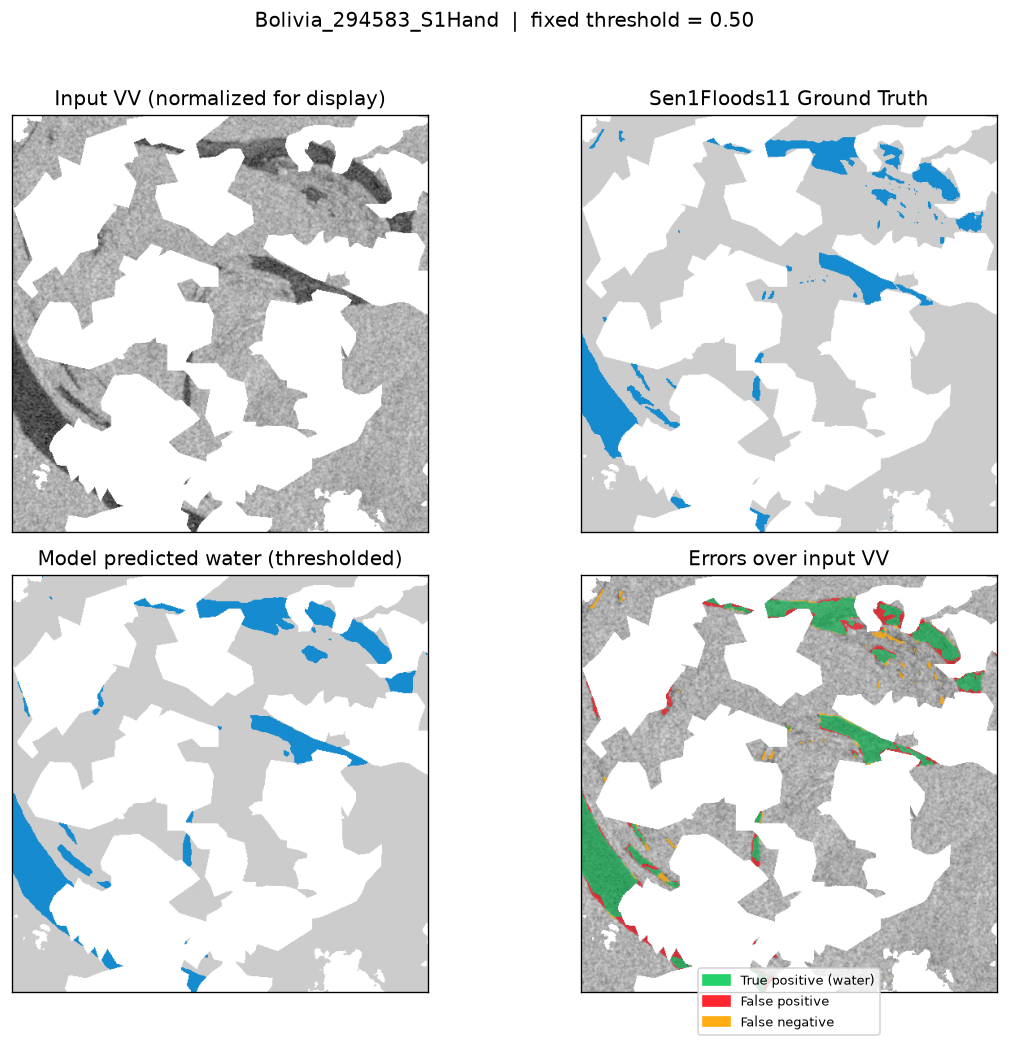 Bolivia_294583_S1Hand | fixed threshold = 0.50
Input VV (normalized for display)
Sen1Floods11 Ground Truth
Model predicted water (thresholded)
Errors over input VV
True positive (water)
False positive
False negative